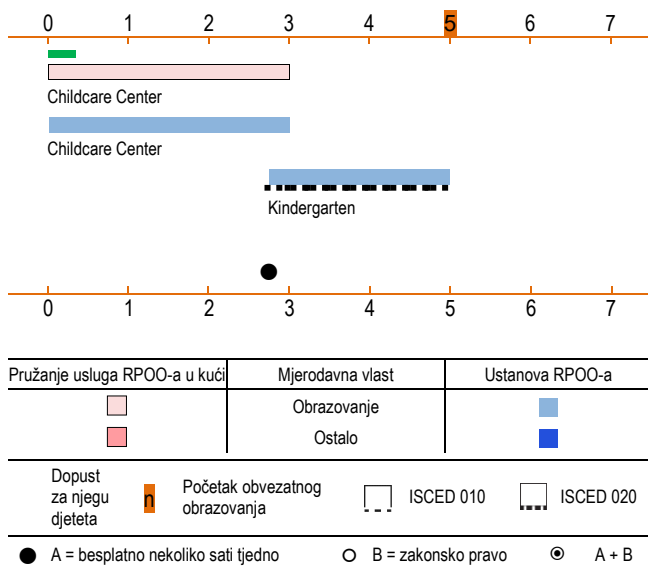 0 1 2 3 4 5 6 7
Childcare Center
Childcare Center
Kindergarten
0 1 2 3 4 5 6 7
Pružanje usluga RPOO-a u kući Mjerodavna vlast Ustanova RPOO-a
Obrazovanje
Ostalo
Dopust
za njegu
djeteta
n
Početak obvezatnog
obrazovanja
ISCED 010
ISCED 020
A = besplatno nekoliko sati tjedno B = zakonsko pravo A + B